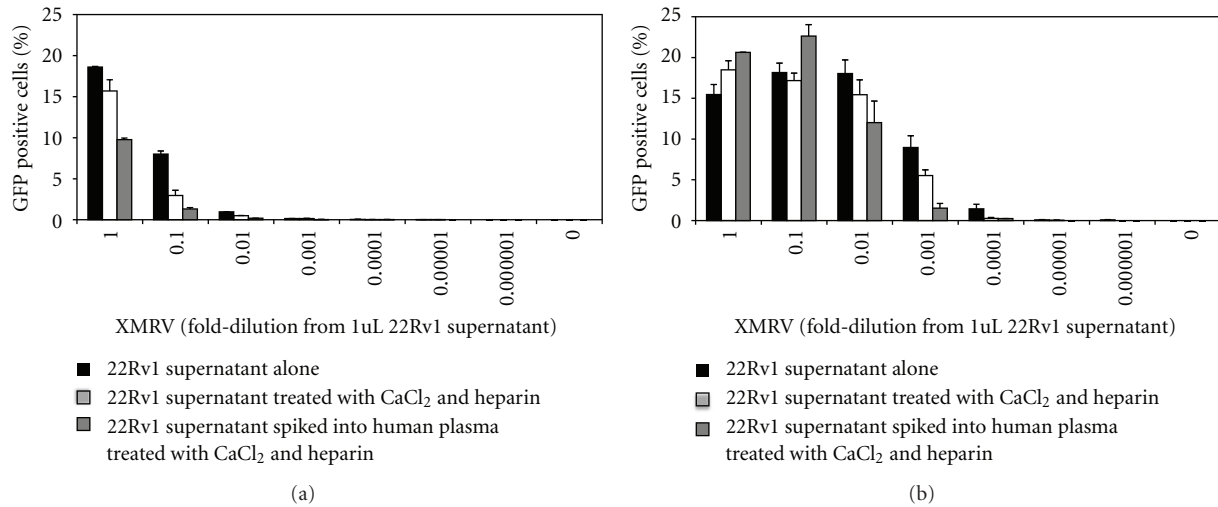 25
20
15
10
5
0
GFP positive cells (%)
1
0.1
0.01
0.001
0.0001
0.00001
0.000001
0
XMRV (fold-dilution from 1uL 22Rv1 supernatant)
22Rv1 supernatant alone
22Rv1 supernatant treated with CaCl2 and heparin
22Rv1 supernatant spiked into human plasma
treated with CaCl2 and heparin
(a)
25
20
15
10
5
0
GFP positive cells (%)
1
0.1
0.01
0.001
0.0001
0.00001
0.000001
0
XMRV (fold-dilution from 1uL 22Rv1 supernatant)
22Rv1 supernatant alone
22Rv1 supernatant treated with CaCl2 and heparin
22Rv1 supernatant spiked into human plasma
treated with CaCl2 and heparin
(b)